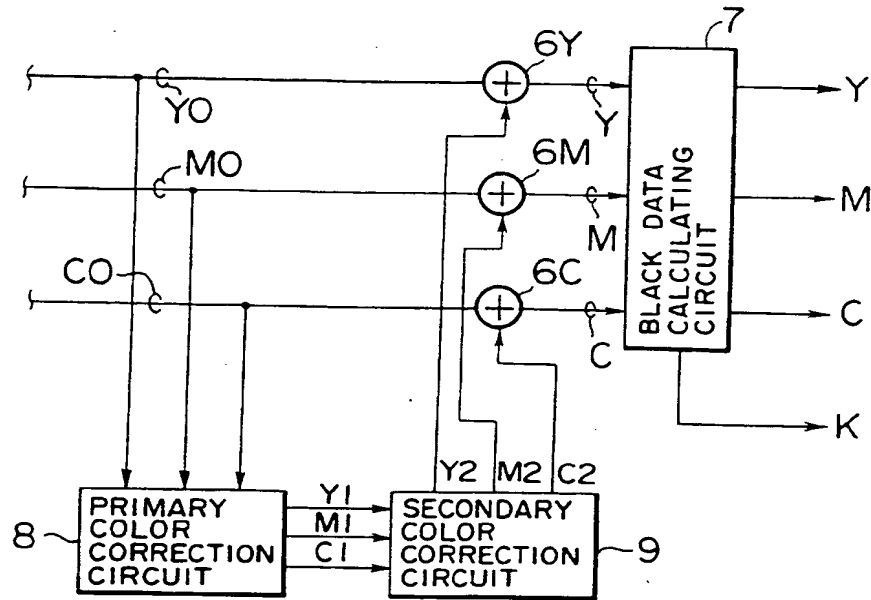 7
6Y
YO
Y
Y
MO
6M
M
M
CO
6C
C
C
BLACK DATA
CALCULATING
CIRCUIT
K
Y2 M2 C2
8
PRIMARY
COLOR
CORRECTION
CIRCUIT
Y1
M1
C1
SECONDARY
COLOR
CORRECTION
CIRCUIT
9